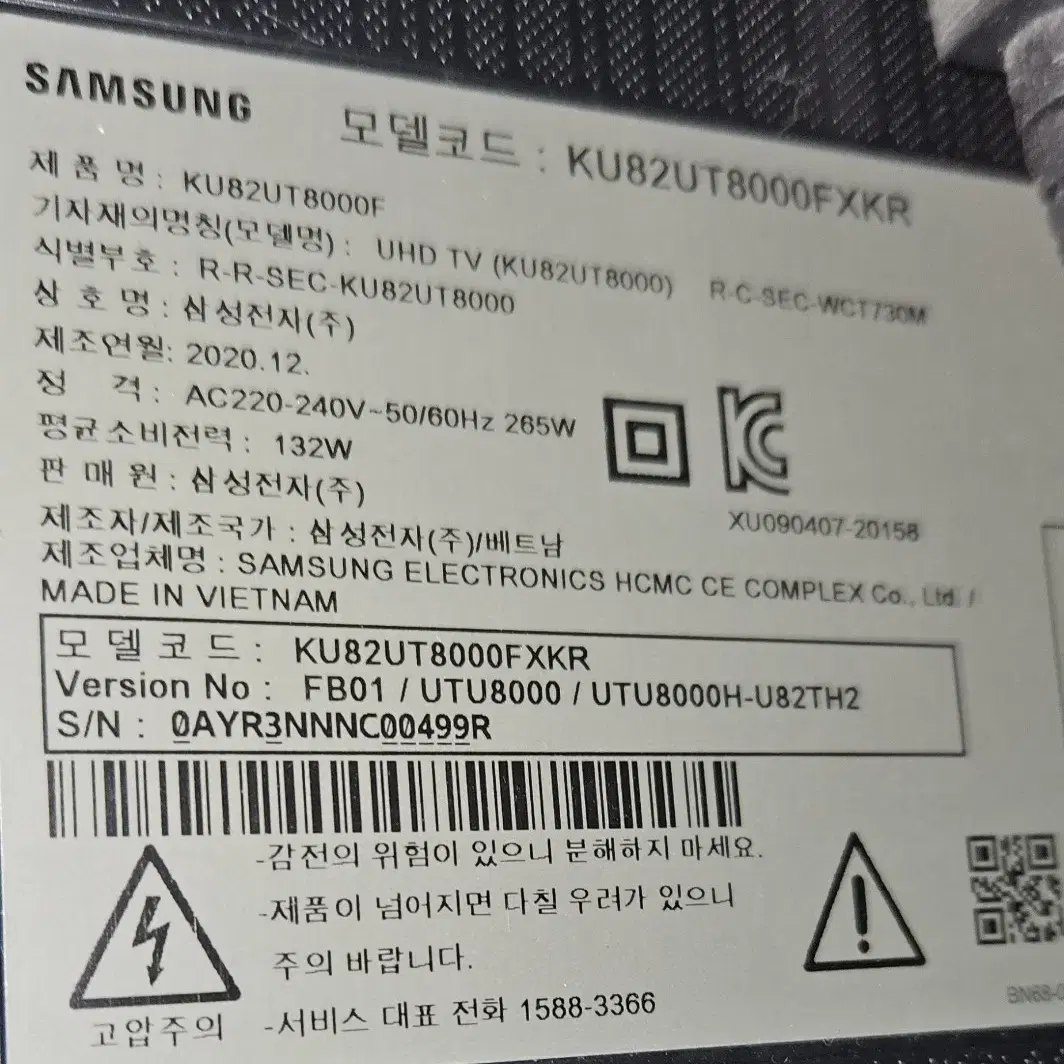 SAMSUNG
모델코드 : KU82UT8000FXKR
제 품 명 : KU82UT8000F
기자재의명칭(모델명) : UHD TV (KU82UT8000) R-C-SEC-WCT730M
식별부호 : R-R-SEC-KU82UT8000
상 호 명 : 삼성전자(주)
제조연월: 2020.12.
정 격 : AC220-240V~50/60Hz 265W
평균소비전력 : 132W
판 매 원 : 삼성전자(주)
XU090407-20158
제조자/제조국가 : 삼성전자(주)/베트남
제조업체명 : SAMSUNG ELECTRONICS HCMC CE COMPLEX Co., Ltd. /
MADE IN VIETNAM
모 델 코 드 : KU82UT8000FXKR
Version No : FB01 / UTU8000 / UTU8000H-U82TH2
S/N : 0AYR3NNNC00499R
-감전의 위험이 있으니 분해하지 마세요.
-제품이 넘어지면 다칠 우려가 있으니
주의 바랍니다.
-서비스 대표 전화 1588-3366
고압주의